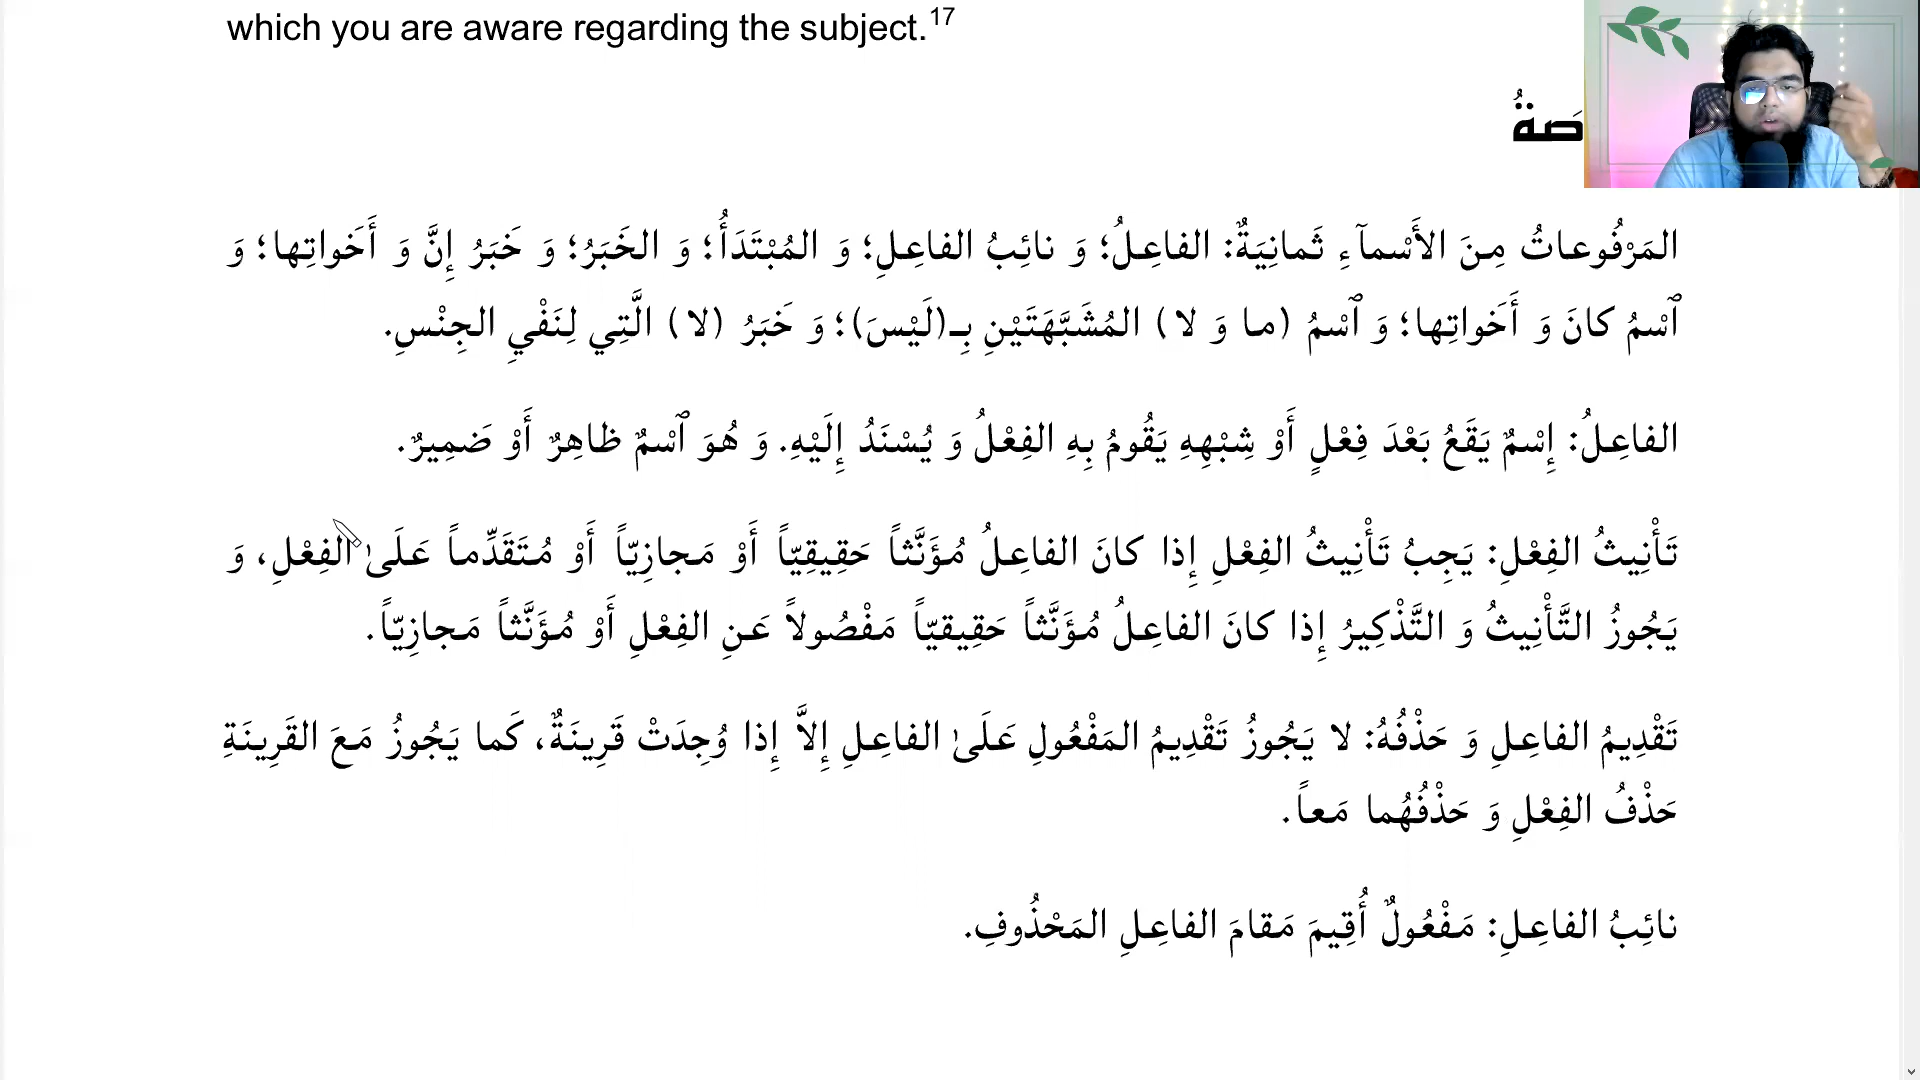 which you are aware regarding the subject.17
المَرْفُوعاتُ مِنَ الأَسْمآءِ ثَمانِيَةٌ: الفاعِلُ؛ وَ نائِبُ الفاعِلِ؛ وَ المُبْتَدَأُ؛ وَ الخَبَرُ؛ وَ خَبَرُ إِنَّ وَ أَخَواتِها؛ وَ
ٱسْمُ كانَ وَ أَخَواتِها؛ وَ ٱسْمُ (ما وَ لا) المُشَبَّهَتَيْنِ بِـ(لَيْسَ)؛ وَ خَبَرُ (لا) الَّتِي لِنَفْيِ الجِنْسِ.
الفاعِلُ: إِسْمٌ يَقَعُ بَعْدَ فِعْلٍ أَوْ شِبْهِهِ يَقُومُ بِهِ الفِعْلُ وَ يُسْنَدُ إِلَيْهِ. وَ هُوَ ٱسْمٌ ظاهِرٌ أَوْ ضَمِيرٌ.
تَأْنِيثُ الفِعْلِ: يَجِبُ تَأْنِيثُ الفِعْلِ إِذا كانَ الفاعِلُ مُؤَنَّثاً حَقِيقِيّاً أَوْ مَجازِيّاً أَوْ مُتَقَدِّماً عَلَىٰ الفِعْلِ، وَ
يَجُوزُ التَّأْنِيثُ وَ التَّذْكِيرُ إِذا كانَ الفاعِلُ مُؤَنَّثاً حَقِيقيّاً مَفْصُولاً عَنِ الفِعْلِ أَوْ مُؤَنَّثاً مَجازِيّاً.
تَقْدِيمُ الفاعِلِ وَ حَذْفُهُ: لا يَجُوزُ تَقْدِيمُ المَفْعُولِ عَلَىٰ الفاعِلِ إِلاَّ إِذا وُجِدَتْ قَرِينَةٌ، كَما يَجُوزُ مَعَ القَرِينَةِ
حَذْفُ الفِعْلِ وَ حَذْفُهُما مَعاً.
نائِبُ الفاعِلِ: مَفْعُولٌ أُقِيمَ مَقامَ الفاعِلِ المَحْذُوفِ.